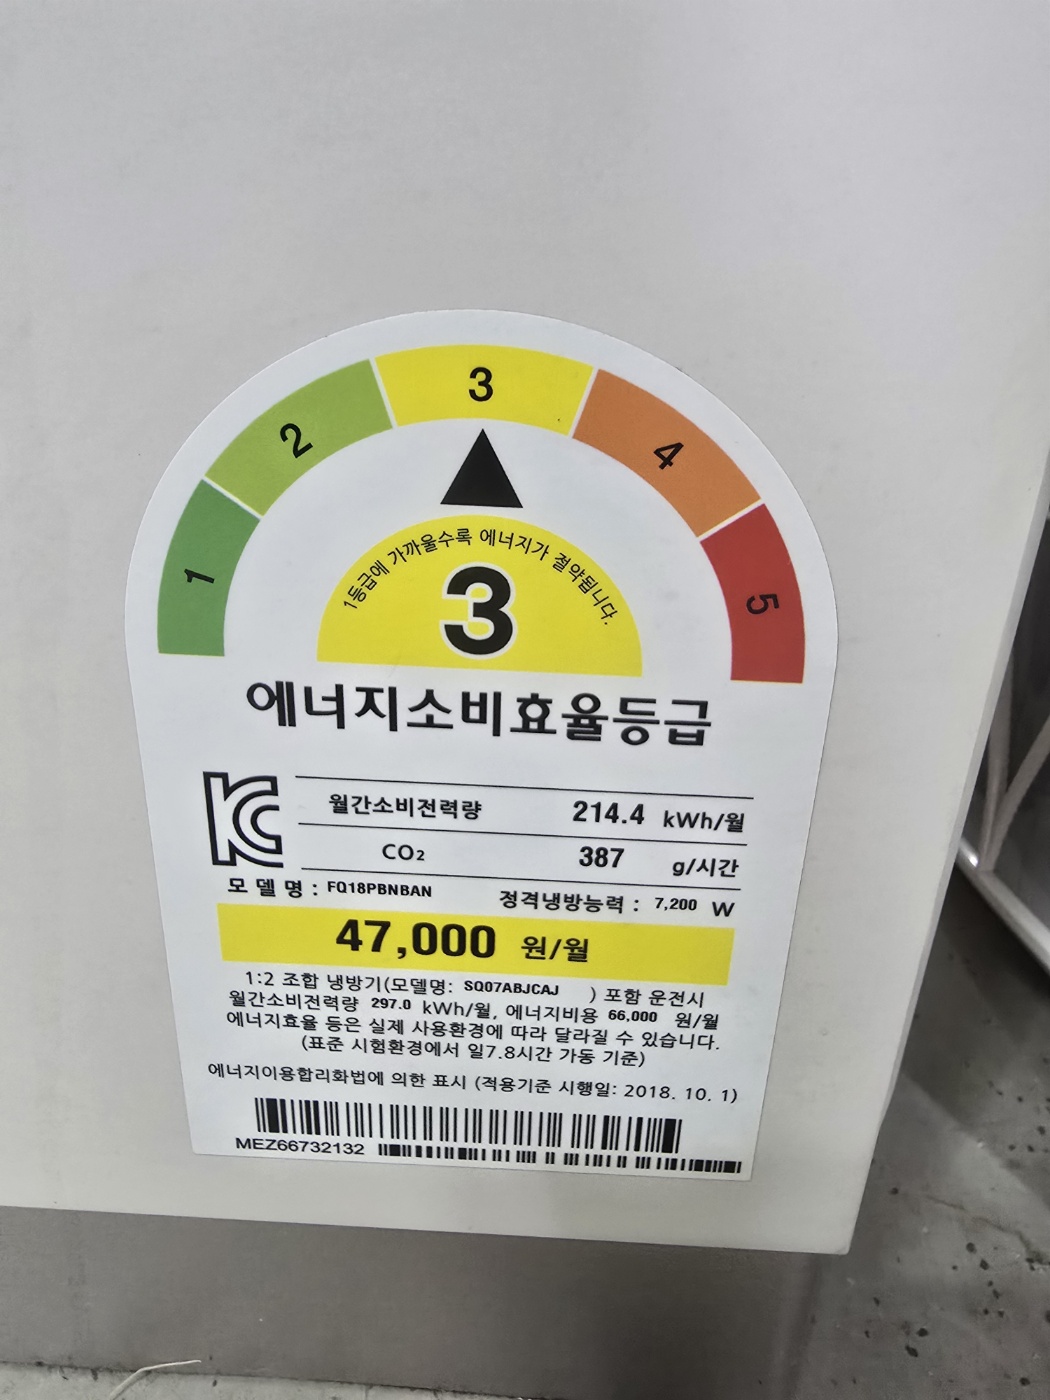 1 2 3 4 5
1등급에 가까울수록 에너지가 절약됩니다.
3
에너지소비효율등급
월간소비전력량 214.4 kWh/월
CO₂ 387 g/시간
모 델 명 : FQ18PBNBAN 정격냉방능력 : 7,200 W
47,000 원/월
1:2 조합 냉방기(모델명: SQ07ABJCAJ ) 포함 운전시
월간소비전력량 297.0 kWh/월, 에너지비용 66,000 원/월
에너지효율 등은 실제 사용환경에 따라 달라질 수 있습니다.
(표준 시험환경에서 일7.8시간 가동 기준)
에너지이용합리화법에 의한 표시 (적용기준 시행일: 2018. 10. 1)
MEZ66732132